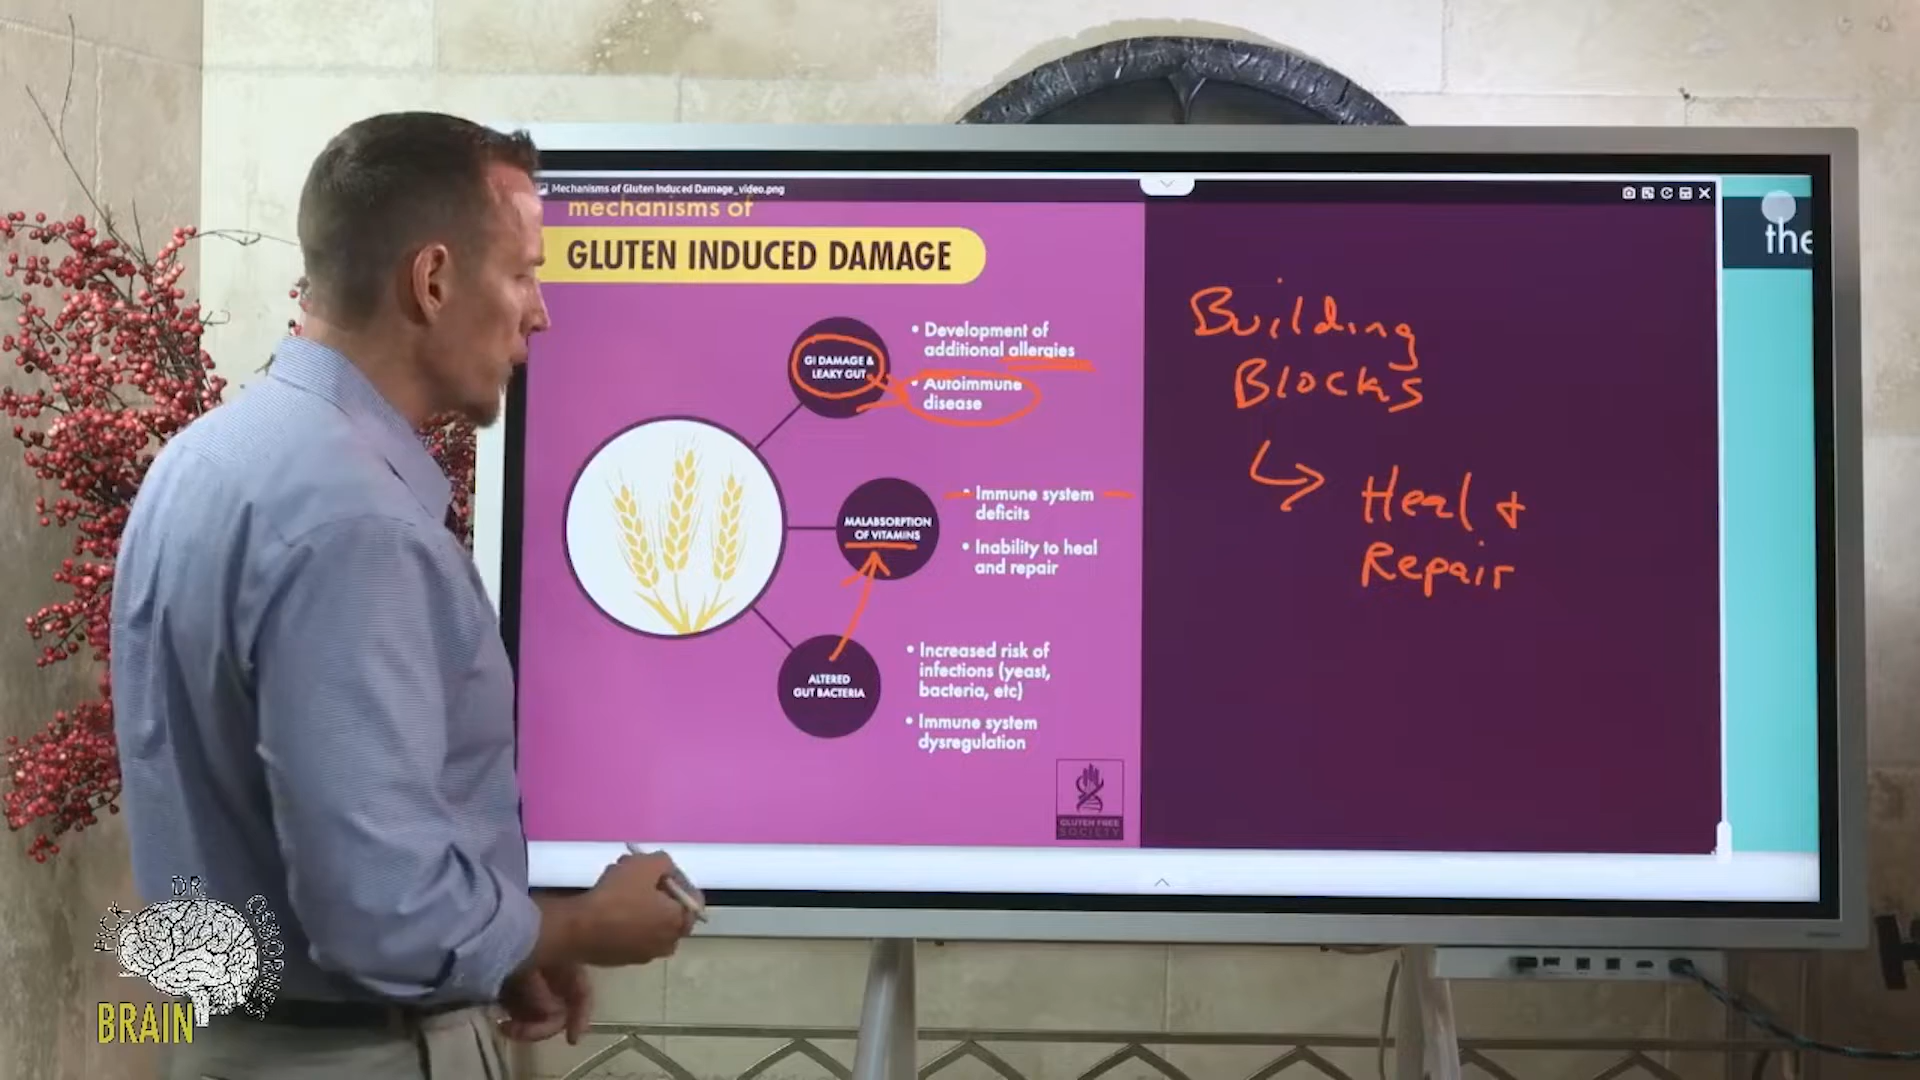 Mechanisms of Gluten Induced Damage_video.png
mechanisms of
GLUTEN INDUCED DAMAGE
GI DAMAGE &
LEAKY GUT
• Development of
additional allergies
• Autoimmune
disease
MALABSORPTION
OF VITAMINS
• Immune system
deficits
• Inability to heal
and repair
ALTERED
GUT BACTERIA
• Increased risk of
infections (yeast,
bacteria, etc)
• Immune system
dysregulation
GLUTEN FREE
SOCIETY
Building
Blocks
Heal +
Repair
the
PICK
DR.
OSBORNE'S
BRAIN